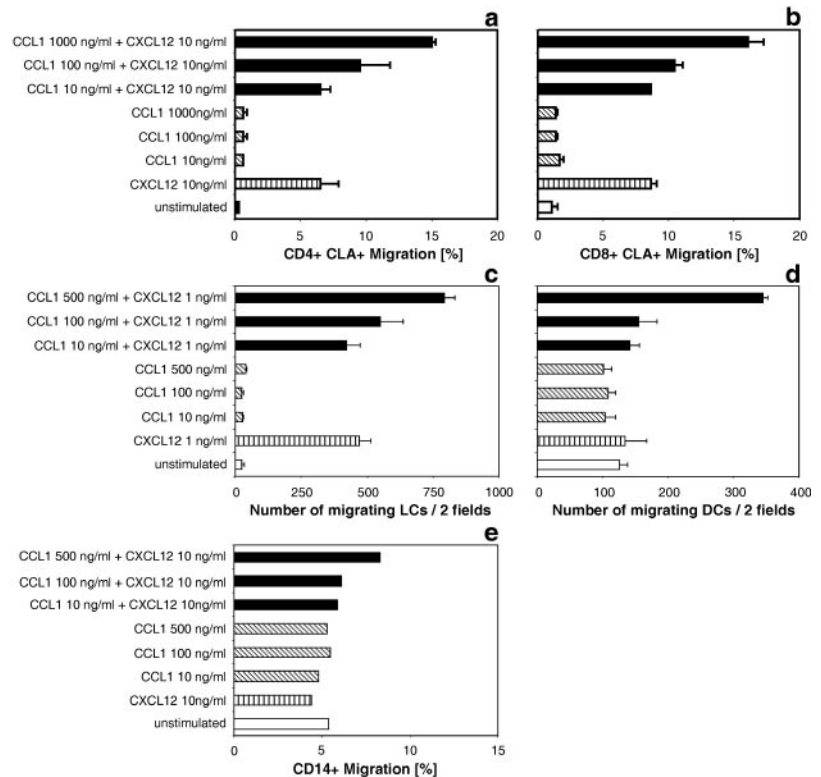 a
CCL1 1000 ng/ml + CXCL12 10 ng/ml
CCL1 100 ng/ml + CXCL12 10ng/ml
CCL1 10 ng/ml + CXCL12 10 ng/ml
CCL1 1000ng/ml
CCL1 100ng/ml
CCL1 10ng/ml
CXCL12 10ng/ml
unstimulated
0 5 10 15 20
CD4+ CLA+ Migration [%]
b
0 5 10 15 20
CD8+ CLA+ Migration [%]
c
CCL1 500 ng/ml + CXCL12 1 ng/ml
CCL1 100 ng/ml + CXCL12 1 ng/ml
CCL1 10 ng/ml + CXCL12 1 ng/ml
CCL1 500 ng/ml
CCL1 100 ng/ml
CCL1 10 ng/ml
CXCL12 1 ng/ml
unstimulated
0 250 500 750 1000
Number of migrating LCs / 2 fields
d
0 100 200 300 400
Number of migrating DCs / 2 fields
e
CCL1 500 ng/ml + CXCL12 10 ng/ml
CCL1 100 ng/ml + CXCL12 10 ng/ml
CCL1 10 ng/ml + CXCL12 10ng/ml
CCL1 500 ng/ml
CCL1 100 ng/ml
CCL1 10 ng/ml
CXCL12 10ng/ml
unstimulated
0 5 10 15
CD14+ Migration [%]